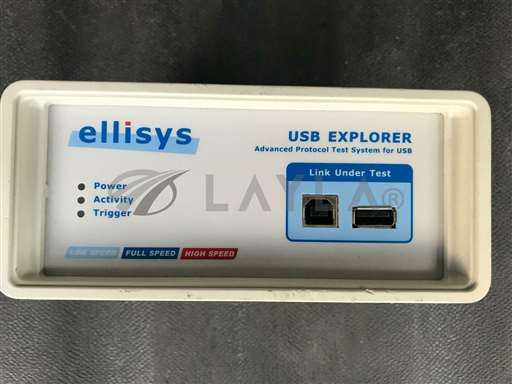 ellisys
USB EXPLORER
Advanced Protocol Test System for USB
Link Under Test
Power
Activity
Trigger
LAYLA®
LOW SPEED FULL SPEED HIGH SPEED